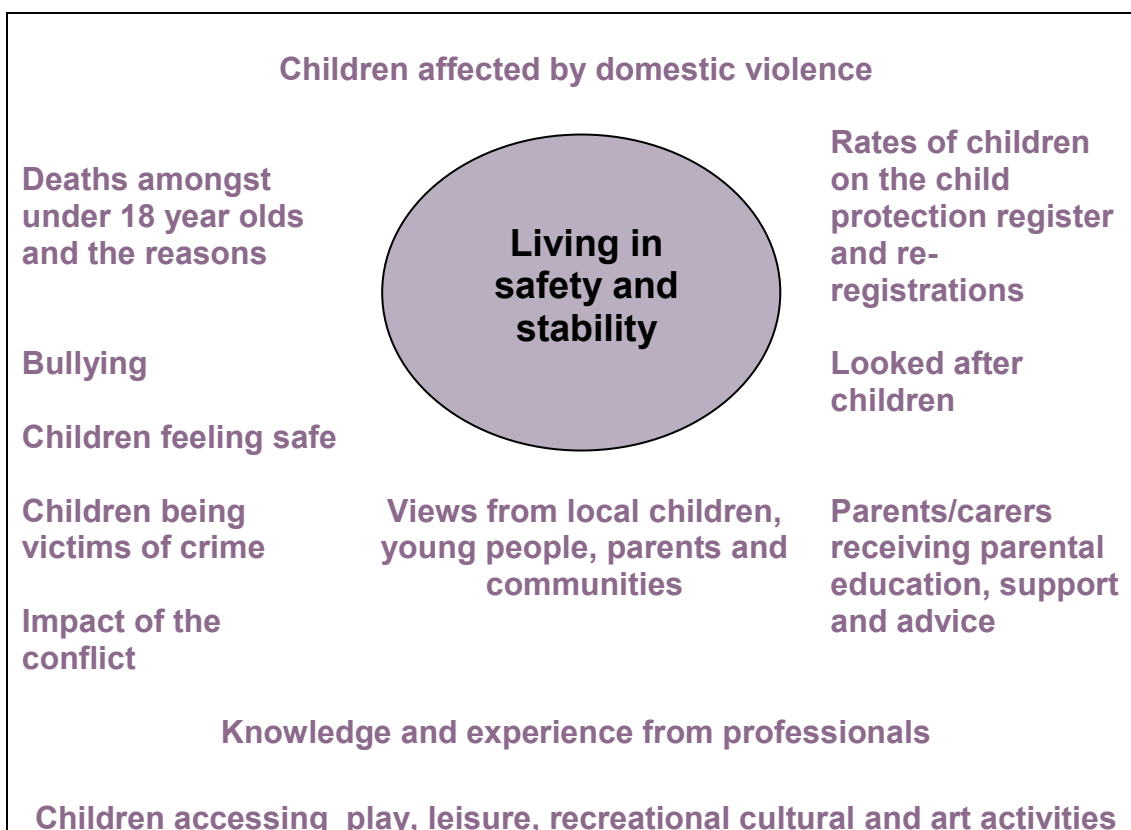 Children affected by domestic violence
Deaths amongst
under 18 year olds
and the reasons
Bullying
Children feeling safe
Children being
victims of crime
Impact of the
conflict
Living in
safety and
stability
Views from local children,
young people, parents and
communities
Rates of children
on the child
protection register
and re-
registrations
Looked after
children
Parents/carers
receiving parental
education, support
and advice
Knowledge and experience from professionals
Children accessing  play, leisure, recreational cultural and art activities